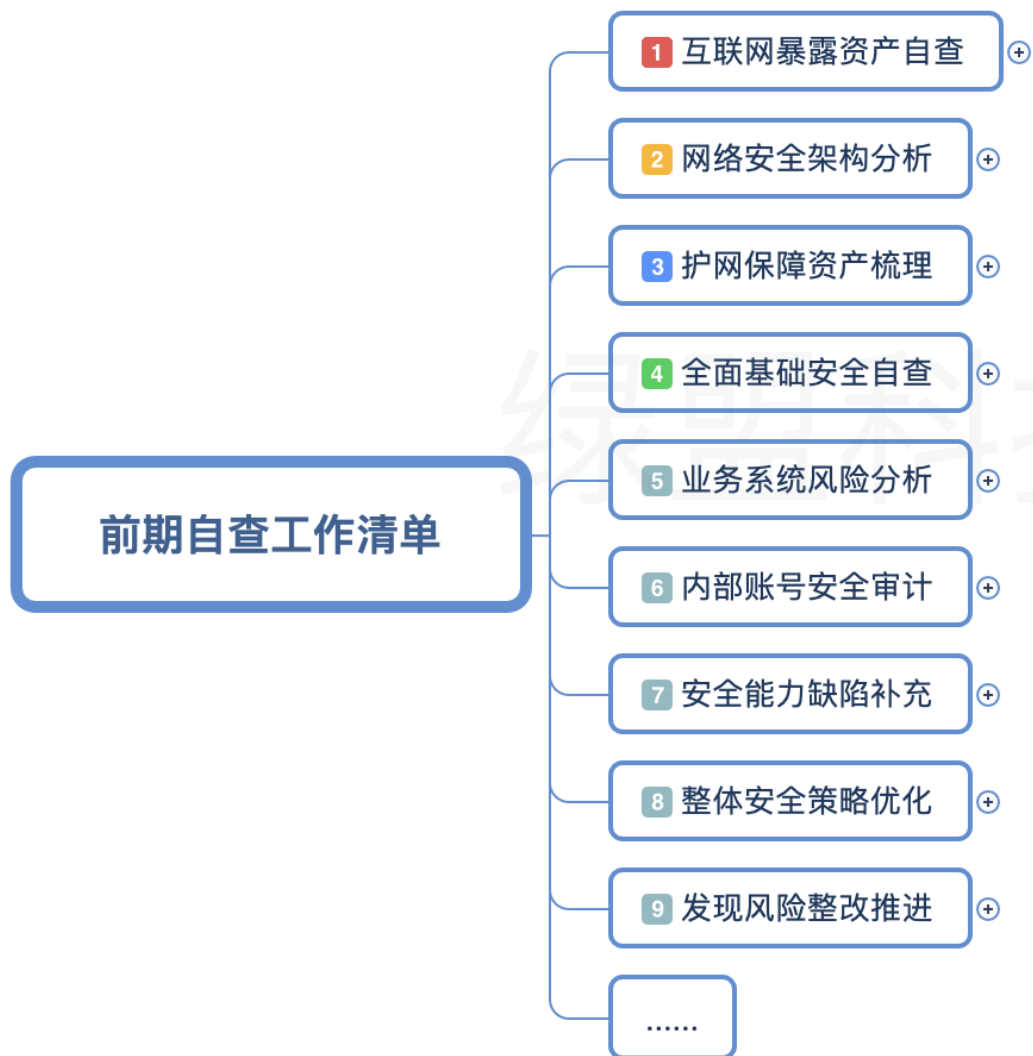 1 互联网暴露资产自查
2 网络安全架构分析
3 护网保障资产梳理
4 全面基础安全自查
绿盟科
5 业务系统风险分析
前期自查工作清单
6 内部账号安全审计
7 安全能力缺陷补充
8 整体安全策略优化
9 发现风险整改推进
......